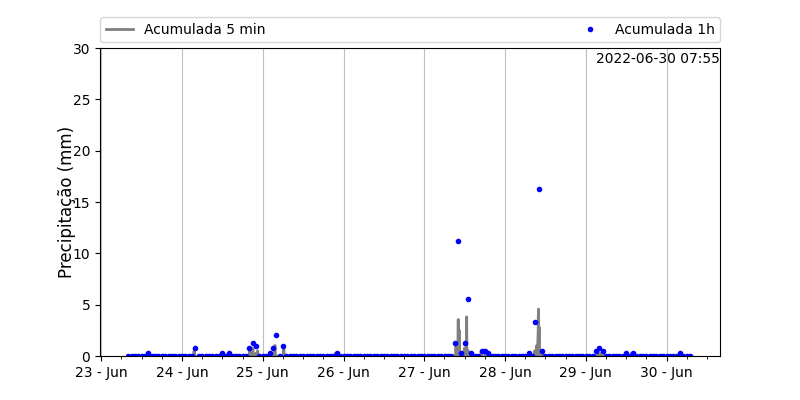 Acumulada 5 min
Acumulada 1h
2022-06-30 07:55
Precipitação (mm)
30
25
20
15
10
5
0
23 - Jun
24 - Jun
25 - Jun
26 - Jun
27 - Jun
28 - Jun
29 - Jun
30 - Jun